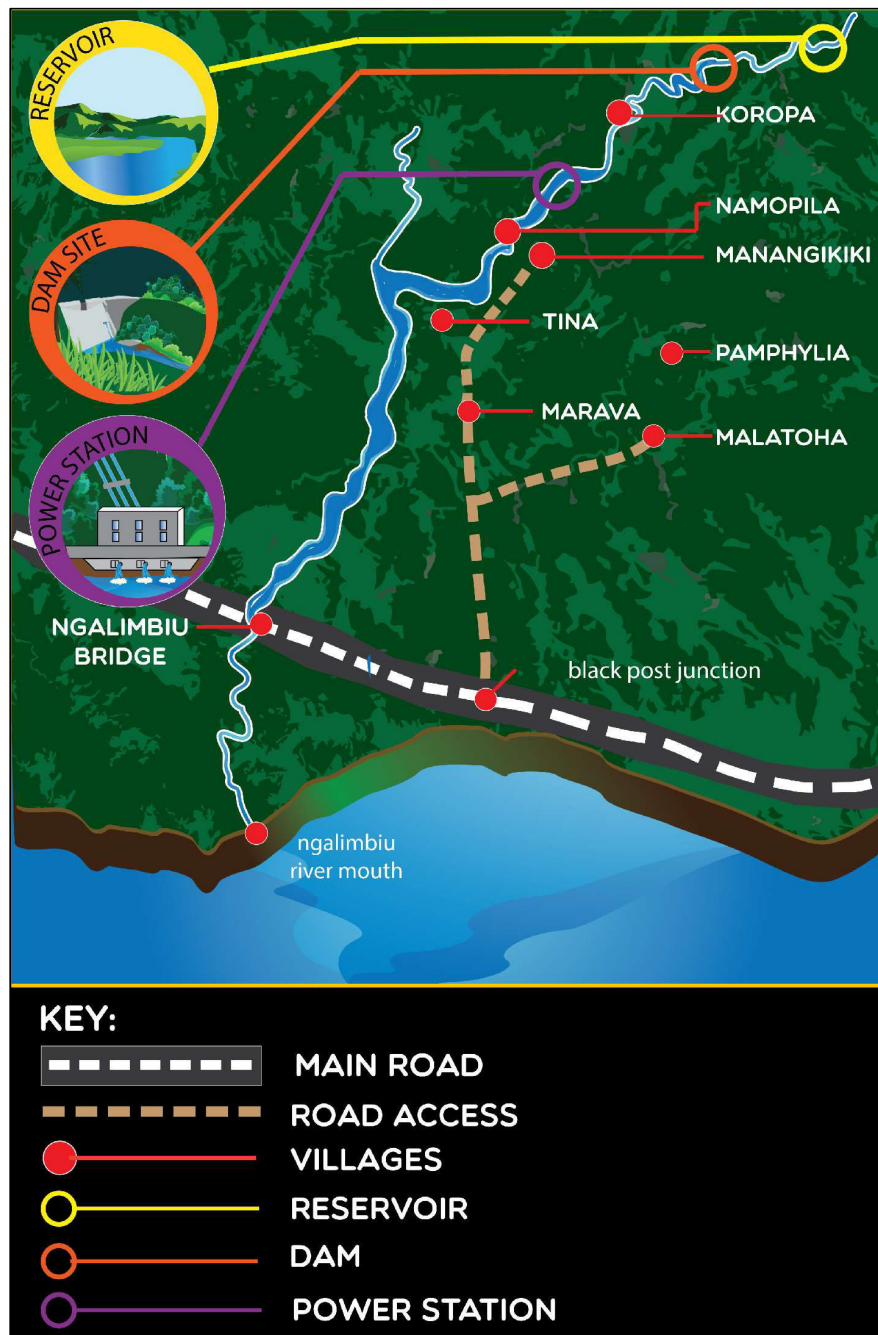 RESERVOIR
KOROPA
NAMOPILA
DAM SITE
MANANGIKIKI
TINA
PAMPHYLIA
MARAVA
MALATOHA
POWER STATION
NGALIMBIU
BRIDGE
black post junction
ngalimbiu
river mouth
KEY:
MAIN ROAD
ROAD ACCESS
VILLAGES
RESERVOIR
DAM
POWER STATION